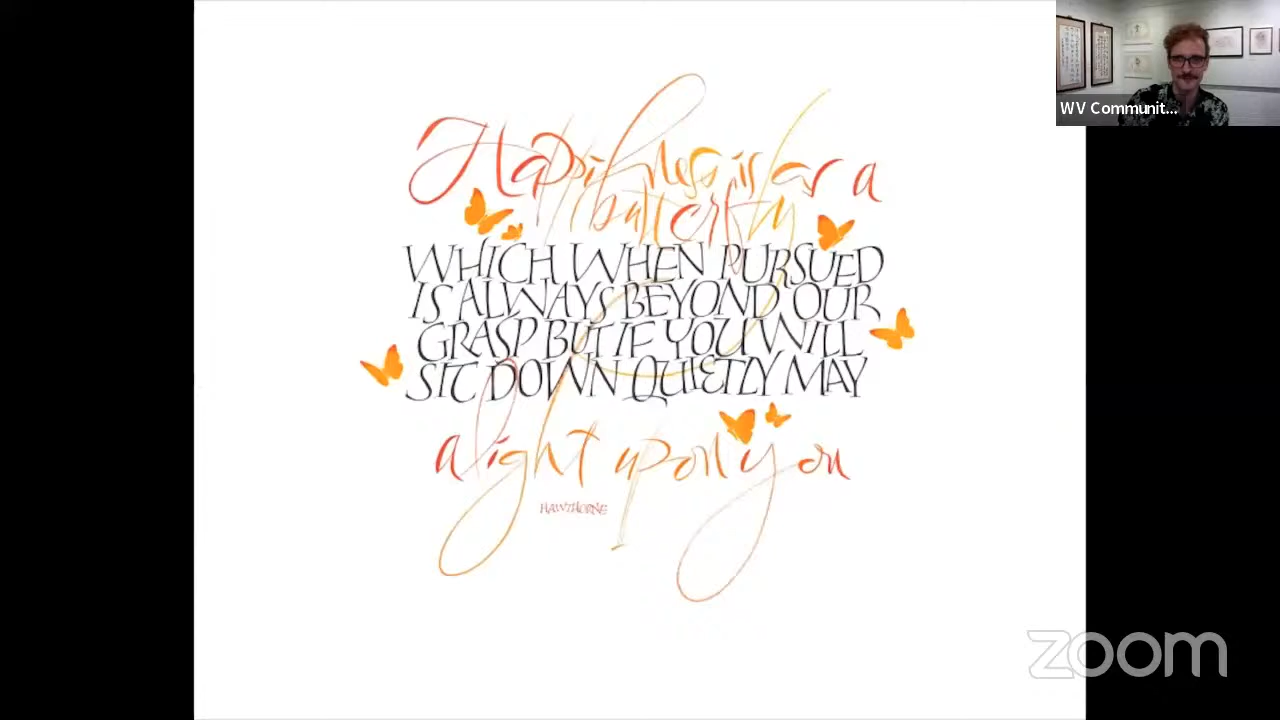 WV Communit...
Happiness is as a
butterfly
WHICH WHEN PURSUED
IS ALWAYS BEYOND OUR
GRASP BUT IF YOU WILL
SIT DOWN QUIETLY MAY
alight upon you
HAWTHORNE
zoom